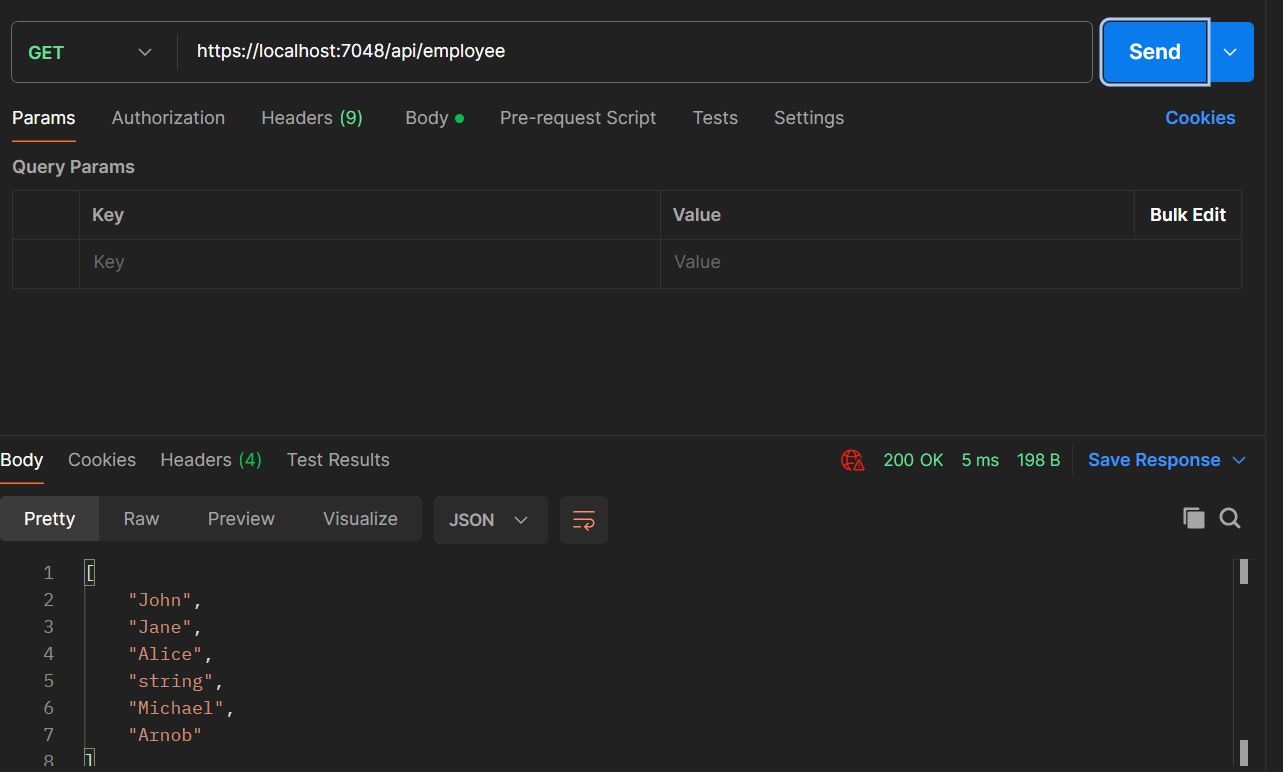 GET https://localhost:7048/api/employee Send
Params Authorization Headers (9) Body Pre-request Script Tests Settings Cookies
Query Params
Key Value Bulk Edit
Key Value
Body Cookies Headers (4) Test Results 200 OK 5 ms 198 B Save Response
Pretty Raw Preview Visualize JSON
1 [
2 "John",
3 "Jane",
4 "Alice",
5 "string",
6 "Michael",
7 "Arnob"
8 ]